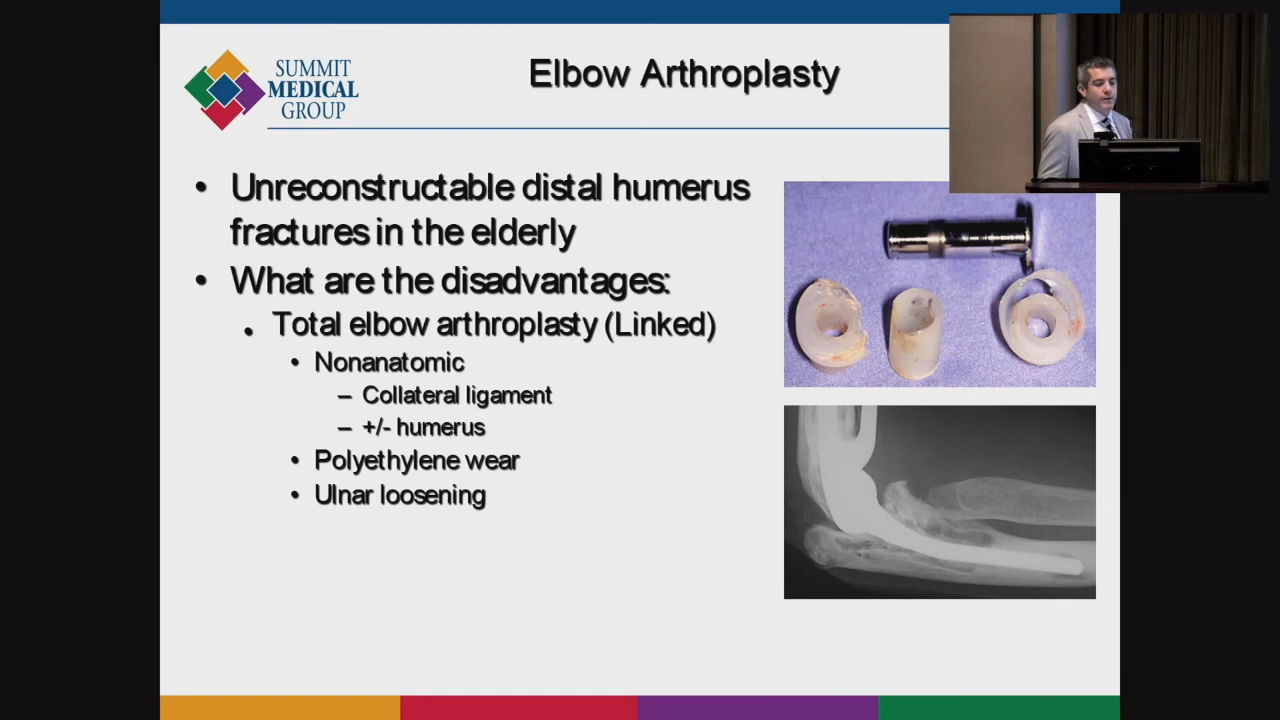 SUMMIT
MEDICAL
GROUP
Elbow Arthroplasty
• Unreconstructable distal humerus
fractures in the elderly
• What are the disadvantages:
• Total elbow arthroplasty (Linked)
• Nonanatomic
– Collateral ligament
– +/- humerus
• Polyethylene wear
• Ulnar loosening